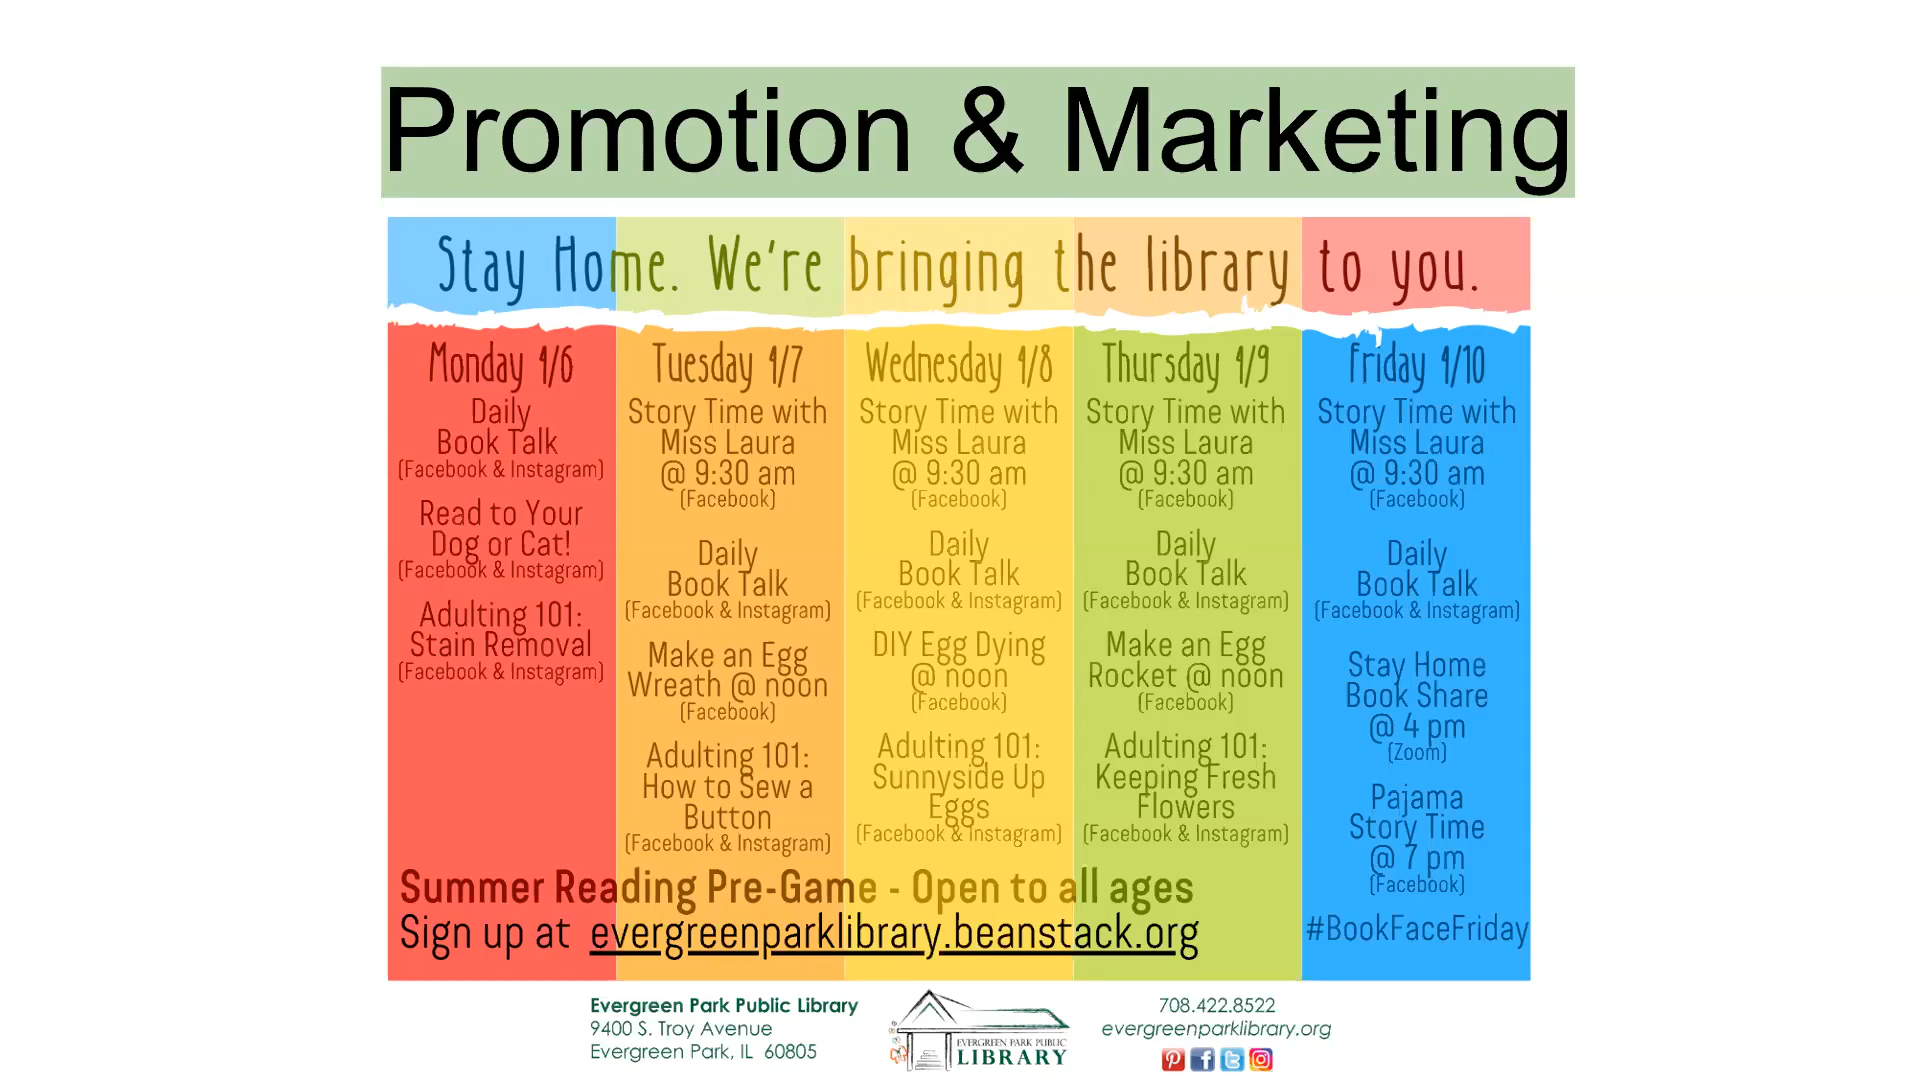 Promotion & Marketing
Stay Home. We're bringing the library to you.
Monday 4/6
Daily
Book Talk
(Facebook & Instagram)
Read to Your
Dog or Cat!
(Facebook & Instagram)
Adulting 101:
Stain Removal
(Facebook & Instagram)
Tuesday 4/7
Story Time with
Miss Laura
@ 9:30 am
(Facebook)
Daily
Book Talk
(Facebook & Instagram)
Make an Egg
Wreath @ noon
(Facebook)
Adulting 101:
How to Sew a
Button
(Facebook & Instagram)
Wednesday 4/8
Story Time with
Miss Laura
@ 9:30 am
(Facebook)
Daily
Book Talk
(Facebook & Instagram)
DIY Egg Dying
@ noon
(Facebook)
Adulting 101:
Sunnyside Up
Eggs
(Facebook & Instagram)
Thursday 4/9
Story Time with
Miss Laura
@ 9:30 am
(Facebook)
Daily
Book Talk
(Facebook & Instagram)
Make an Egg
Rocket @ noon
(Facebook)
Adulting 101:
Keeping Fresh
Flowers
(Facebook & Instagram)
Friday 4/10
Story Time with
Miss Laura
@ 9:30 am
(Facebook)
Daily
Book Talk
(Facebook & Instagram)
Stay Home
Book Share
@ 4 pm
(Zoom)
Pajama
Story Time
@ 7 pm
(Facebook)
#BookFaceFriday
Summer Reading Pre-Game - Open to all ages
Sign up at evergreenparklibrary.beanstack.org
Evergreen Park Public Library
9400 S. Troy Avenue
Evergreen Park, IL 60805
EVERGREEN PARK PUBLIC
LIBRARY
708.422.8522
evergreenparklibrary.org